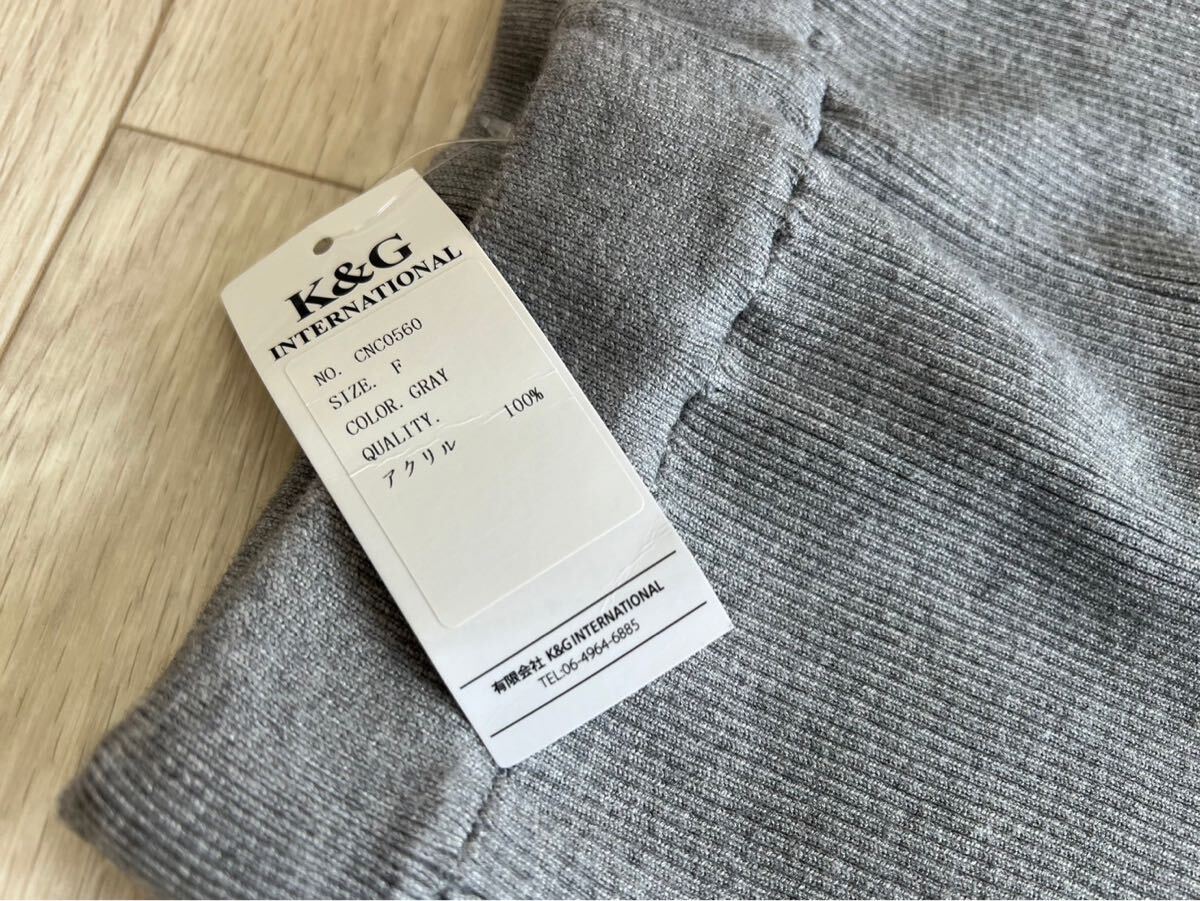 K&G
INTERNATIONAL
NO. CNC0560
SIZE. F
COLOR. GRAY
QUALITY.
アクリル 100%
有限会社 K&G INTERNATIONAL
TEL:06-4964-6885